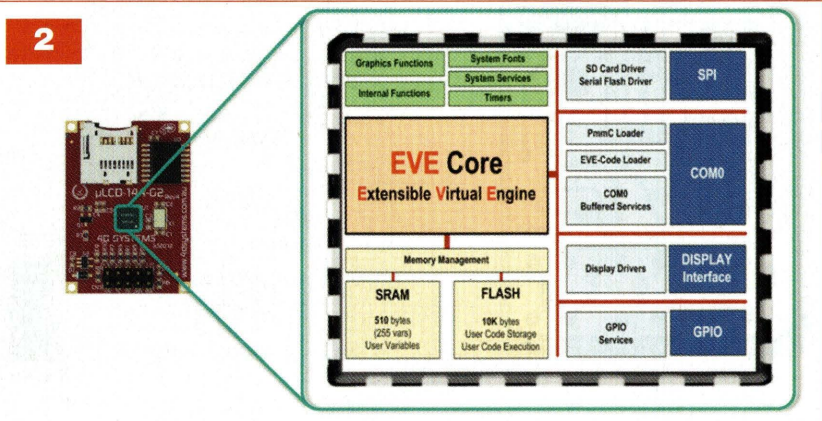 2
Graphics Functions
System Fonts
System Services
Internal Functions
Timers
SD Card Driver
Serial Flash Driver
SPI
EVE Core
Extensible Virtual Engine
PmmC Loader
EVE-Code Loader
COM0
Buffered Services
COM0
Memory Management
Display Drivers
DISPLAY
Interface
SRAM
510 bytes
(255 vars)
User Variables
FLASH
10K bytes
User Code Storage
User Code Execution
GPIO
Services
GPIO
µLCD-144-G2
4D SYSTEMS
www.4dsystems.com.au